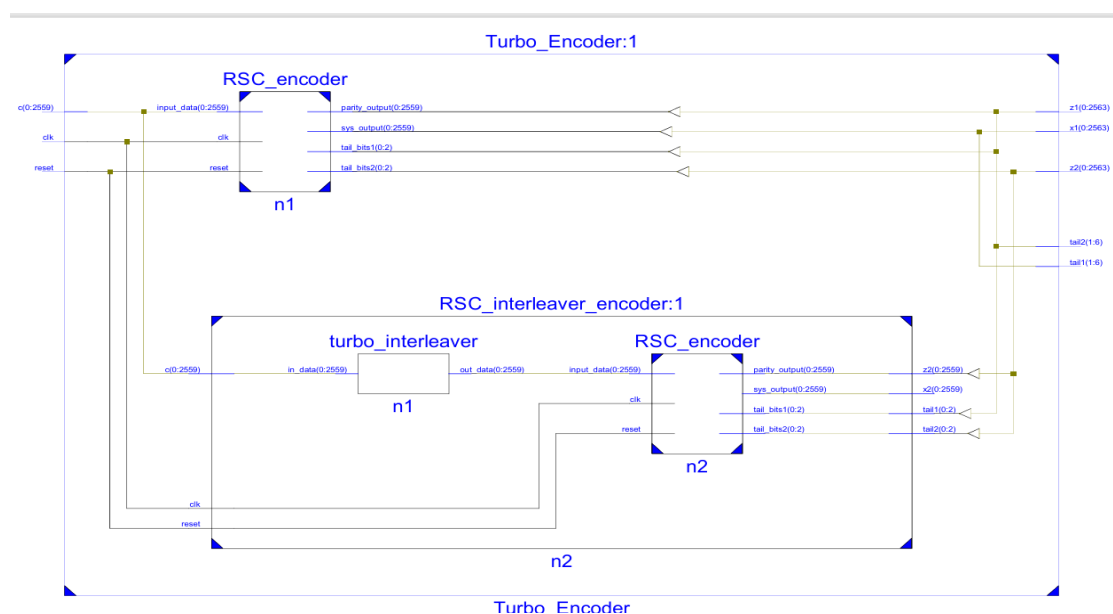 Turbo_Encoder:1
RSC_encoder
c(0:2559) input_data(0:2559) parity_output(0:2559) z1(0:2563)
sys_output(0:2559) x1(0:2563)
clk clk
tail_bits1(0:2)
reset reset tail_bits2(0:2) z2(0:2563)
n1
tail2(1:6)
tail1(1:6)
RSC_interleaver_encoder:1
turbo_interleaver RSC_encoder
c(0:2559) in_data(0:2559) out_data(0:2559) input_data(0:2559) parity_output(0:2559) z2(0:2559)
sys_output(0:2559) x2(0:2559)
clk
n1
tail_bits1(0:2) tail1(0:2)
reset tail_bits2(0:2) tail2(0:2)
n2
clk
reset
n2
Turbo_Encoder